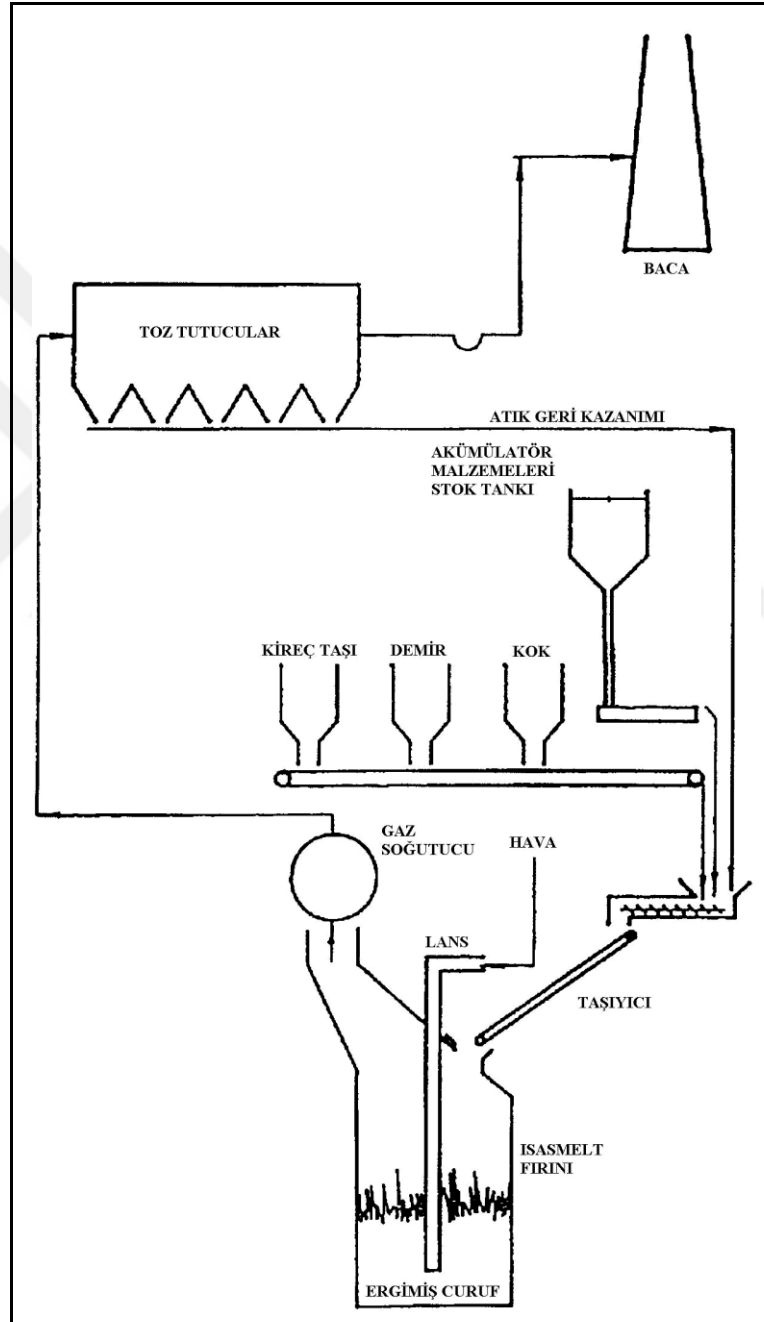 BACA
TOZ TUTUCULAR
ATIK GERİ KAZANIMI
AKÜMÜLATÖR
MALZEMELERİ
STOK TANKI
KİREÇ TAŞI
DEMİR
KOK
GAZ
SOĞUTUCU
HAVA
LANS
TAŞIYICI
ISASMELT
FIRINI
ERGİMİŞ CURUF